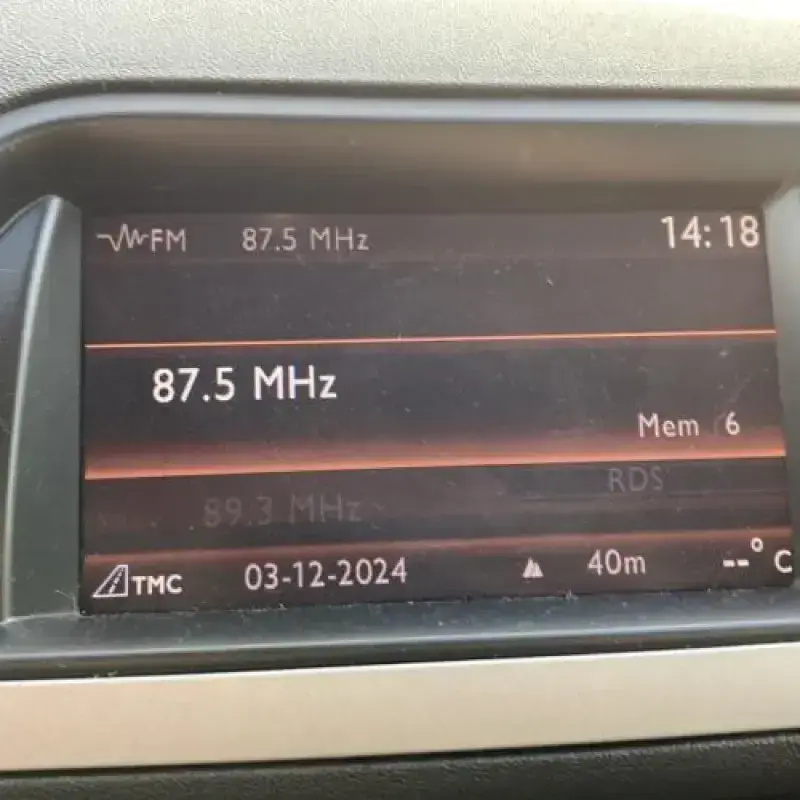 FM 87.5 MHz 14:18
87.5 MHz
Mem 6
RDS
89.3 MHz
TMC 03-12-2024 40m --° C